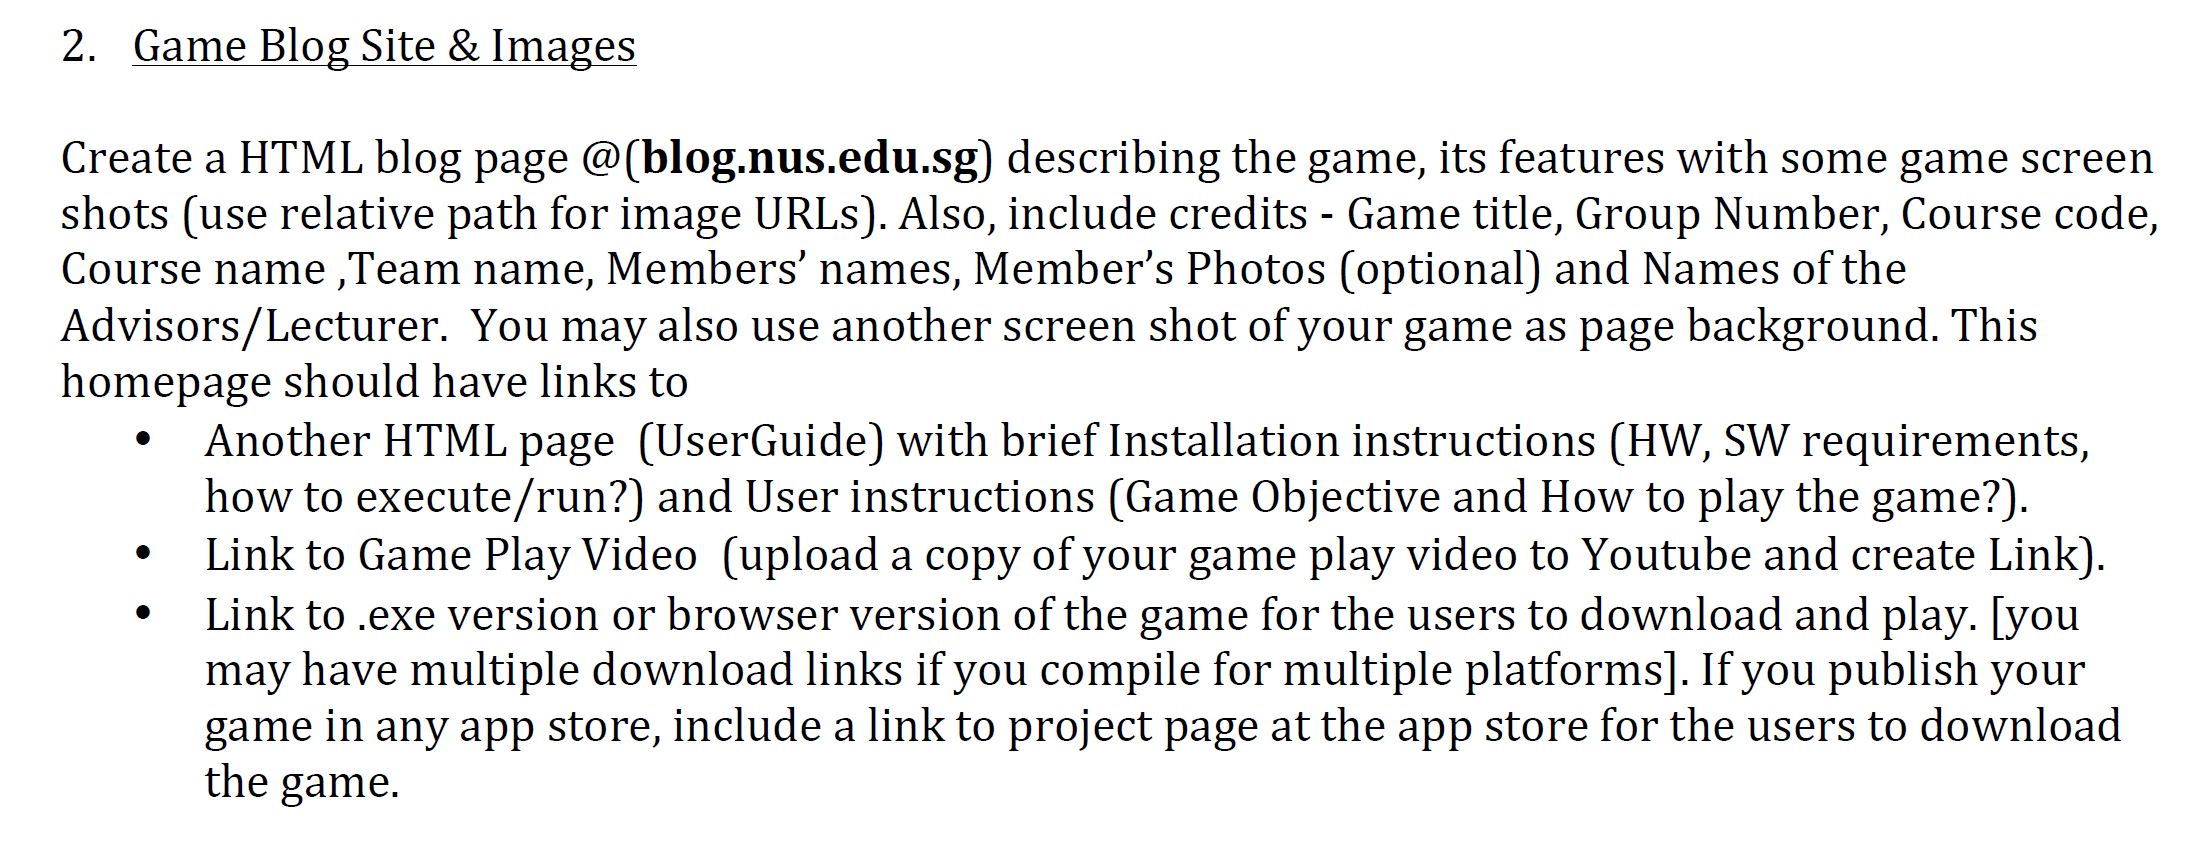 2. Game Blog Site & Images
Create a HTML blog page @(blog.nus.edu.sg) describing the game, its features with some game screen
shots (use relative path for image URLs). Also, include credits - Game title, Group Number, Course code,
Course name ,Team name, Members’ names, Member’s Photos (optional) and Names of the
Advisors/Lecturer.  You may also use another screen shot of your game as page background. This
homepage should have links to
• Another HTML page  (UserGuide) with brief Installation instructions (HW, SW requirements,
how to execute/run?) and User instructions (Game Objective and How to play the game?).
• Link to Game Play Video  (upload a copy of your game play video to Youtube and create Link).
• Link to .exe version or browser version of the game for the users to download and play. [you
may have multiple download links if you compile for multiple platforms]. If you publish your
game in any app store, include a link to project page at the app store for the users to download
the game.